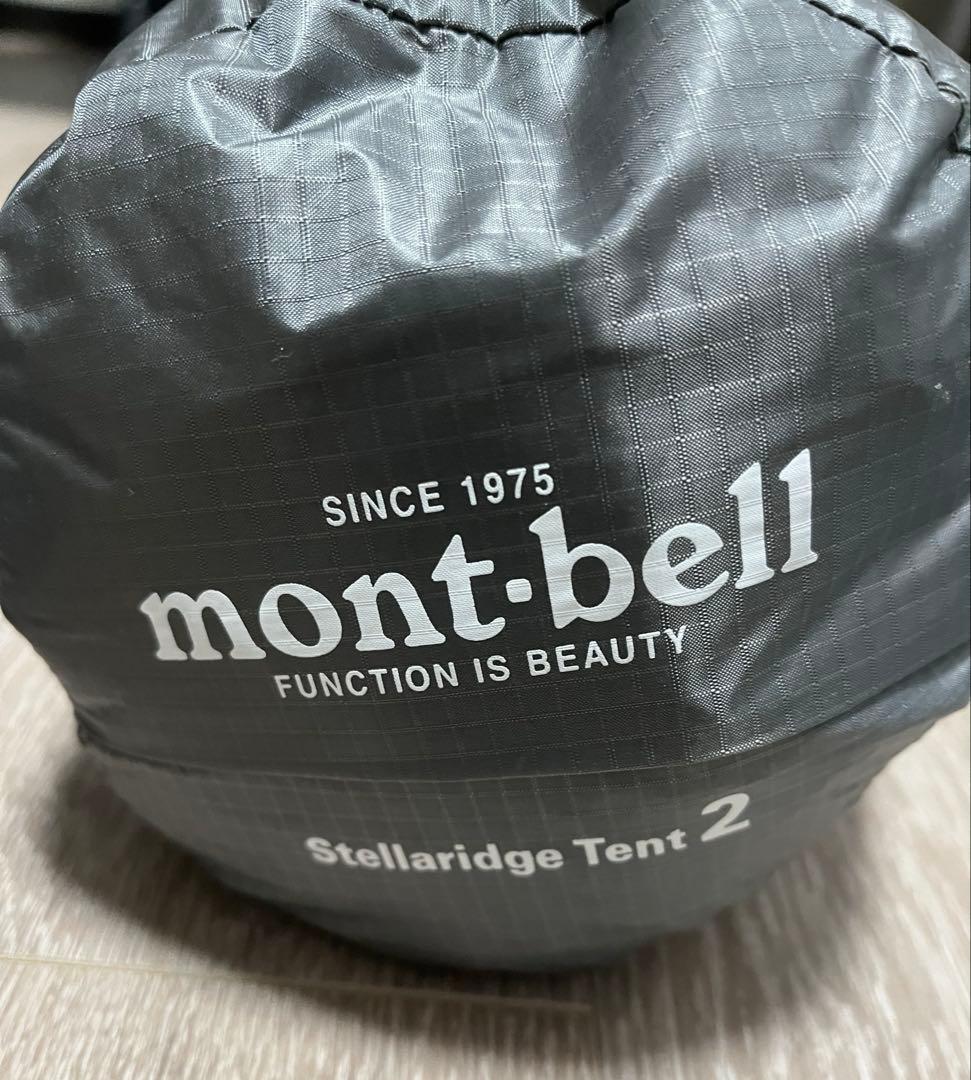 SINCE 1975
mont·bell
FUNCTION IS BEAUTY
Stellaridge Tent 2